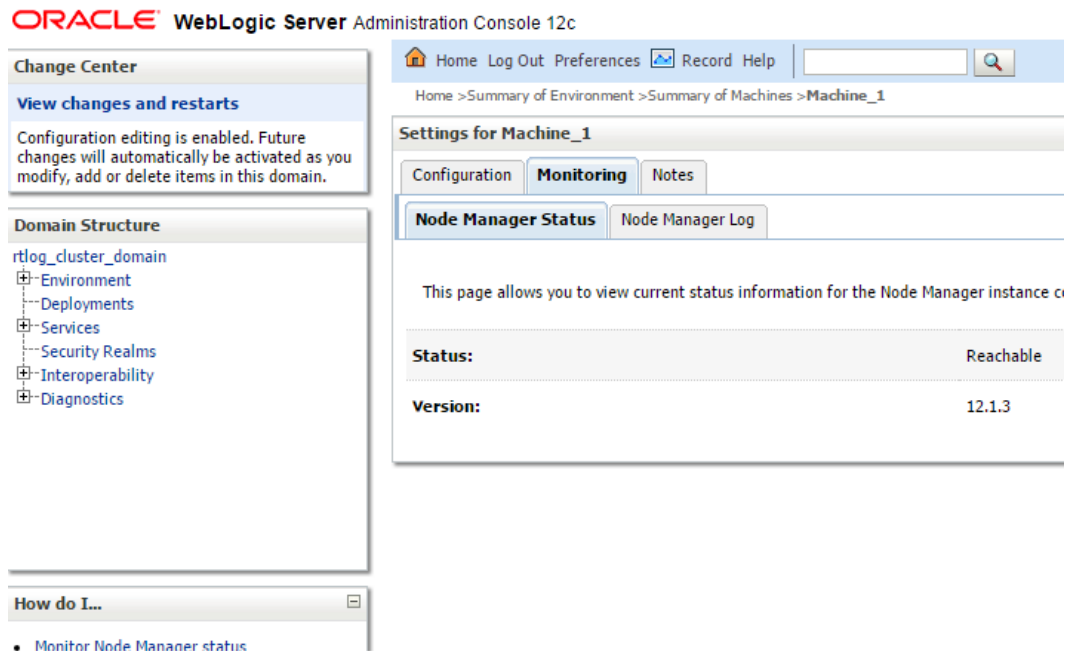 ORACLE WebLogic Server Administration Console 12c
Change Center
View changes and restarts
Configuration editing is enabled. Future
changes will automatically be activated as you
modify, add or delete items in this domain.
Domain Structure
rtlog_cluster_domain
Environment
Deployments
Services
Security Realms
Interoperability
Diagnostics
How do I...
Monitor Node Manager status
Home Log Out Preferences Record Help
Home >Summary of Environment >Summary of Machines >Machine_1
Settings for Machine_1
Configuration Monitoring Notes
Node Manager Status Node Manager Log
This page allows you to view current status information for the Node Manager instance
Status: Reachable
Version: 12.1.3